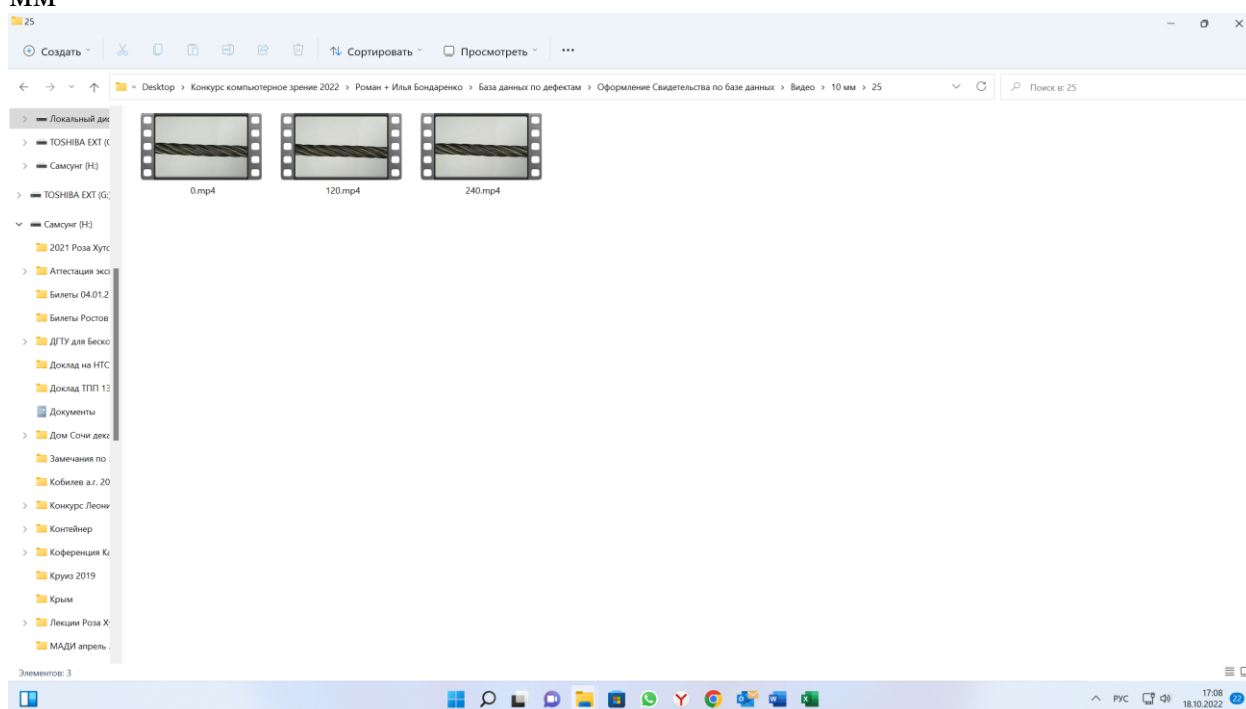 мм
25
Создать
Сортировать
Просмотреть
« Desktop › Конкурс компьютерное зрение 2022 › Роман + Илья Бондаренко › База данных по дефектам › Оформление Свидетельства по базе данных › Видео › 10 мм › 25
Поиск в: 25
Локальный дис
TOSHIBA EXT (
Самсунг (H:)
TOSHIBA EXT (G:)
Самсунг (H:)
2021 Роза Хуто
Аттестация эксп
Билеты 04.01.2
Билеты Ростов
ДГТУ для Беско
Доклад на НТС
Доклад ТПП 13
Документы
Дом Сочи дека
Замечания по
Кобилев а.г. 20
Конкурс Леони
Контейнер
Коференция Ка
Круиз 2019
Крым
Лекции Роза Ху
МАДИ апрель
0.mp4
120.mp4
240.mp4
Элементов: 3
РУС
17:08
18.10.2022
22